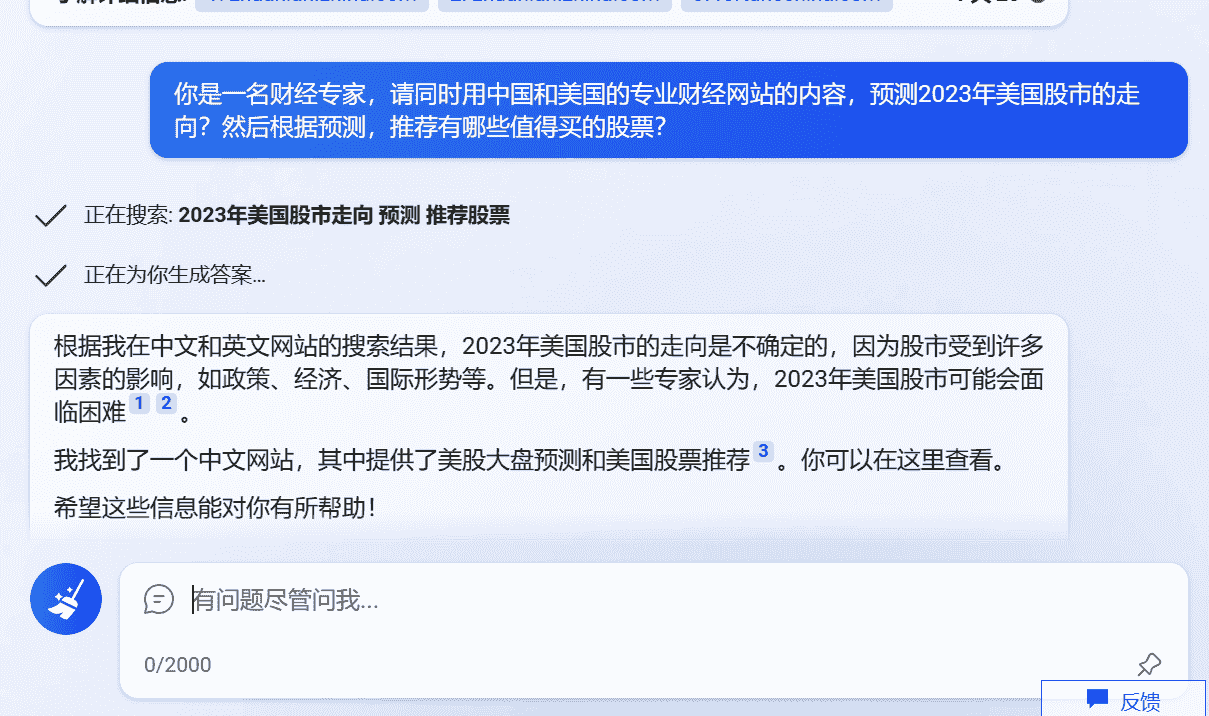 你是一名财经专家，请同时用中国和美国的专业财经网站的内容，预测2023年美国股市的走
向？然后根据预测，推荐有哪些值得买的股票？
正在搜索: 2023年美国股市走向 预测 推荐股票
正在为你生成答案...
根据我在中文和英文网站的搜索结果，2023年美国股市的走向是不确定的，因为股市受到许多
因素的影响，如政策、经济、国际形势等。但是，有一些专家认为，2023年美国股市可能会面
临困难 1 2 。
我找到了一个中文网站，其中提供了美股大盘预测和美国股票推荐 3 。你可以在这里查看。
希望这些信息能对你有所帮助！
有问题尽管问我...
0/2000
反馈